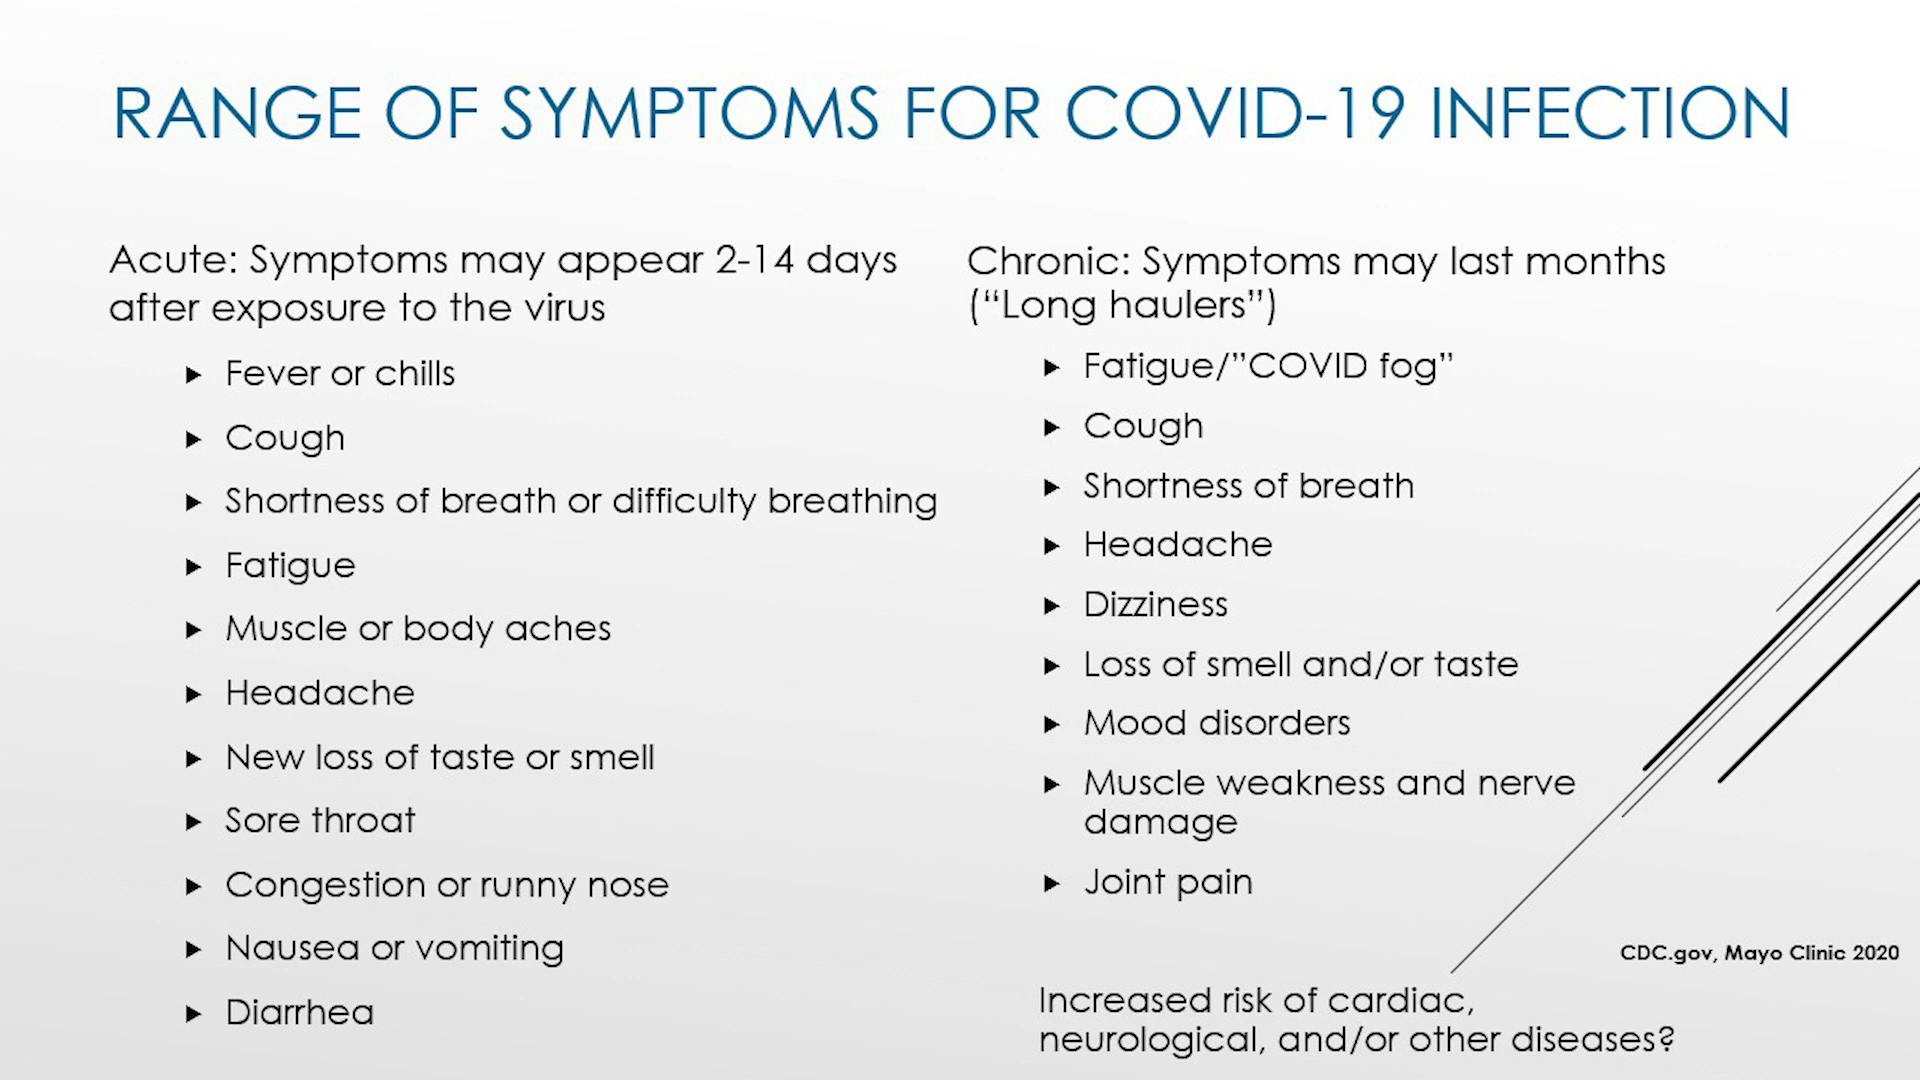 RANGE OF SYMPTOMS FOR COVID-19 INFECTION
Acute: Symptoms may appear 2-14 days
after exposure to the virus
Fever or chills
Cough
Shortness of breath or difficulty breathing
Fatigue
Muscle or body aches
Headache
New loss of taste or smell
Sore throat
Congestion or runny nose
Nausea or vomiting
Diarrhea
Chronic: Symptoms may last months
(“Long haulers”)
Fatigue/”COVID fog”
Cough
Shortness of breath
Headache
Dizziness
Loss of smell and/or taste
Mood disorders
Muscle weakness and nerve
damage
Joint pain
CDC.gov, Mayo Clinic 2020
Increased risk of cardiac,
neurological, and/or other diseases?